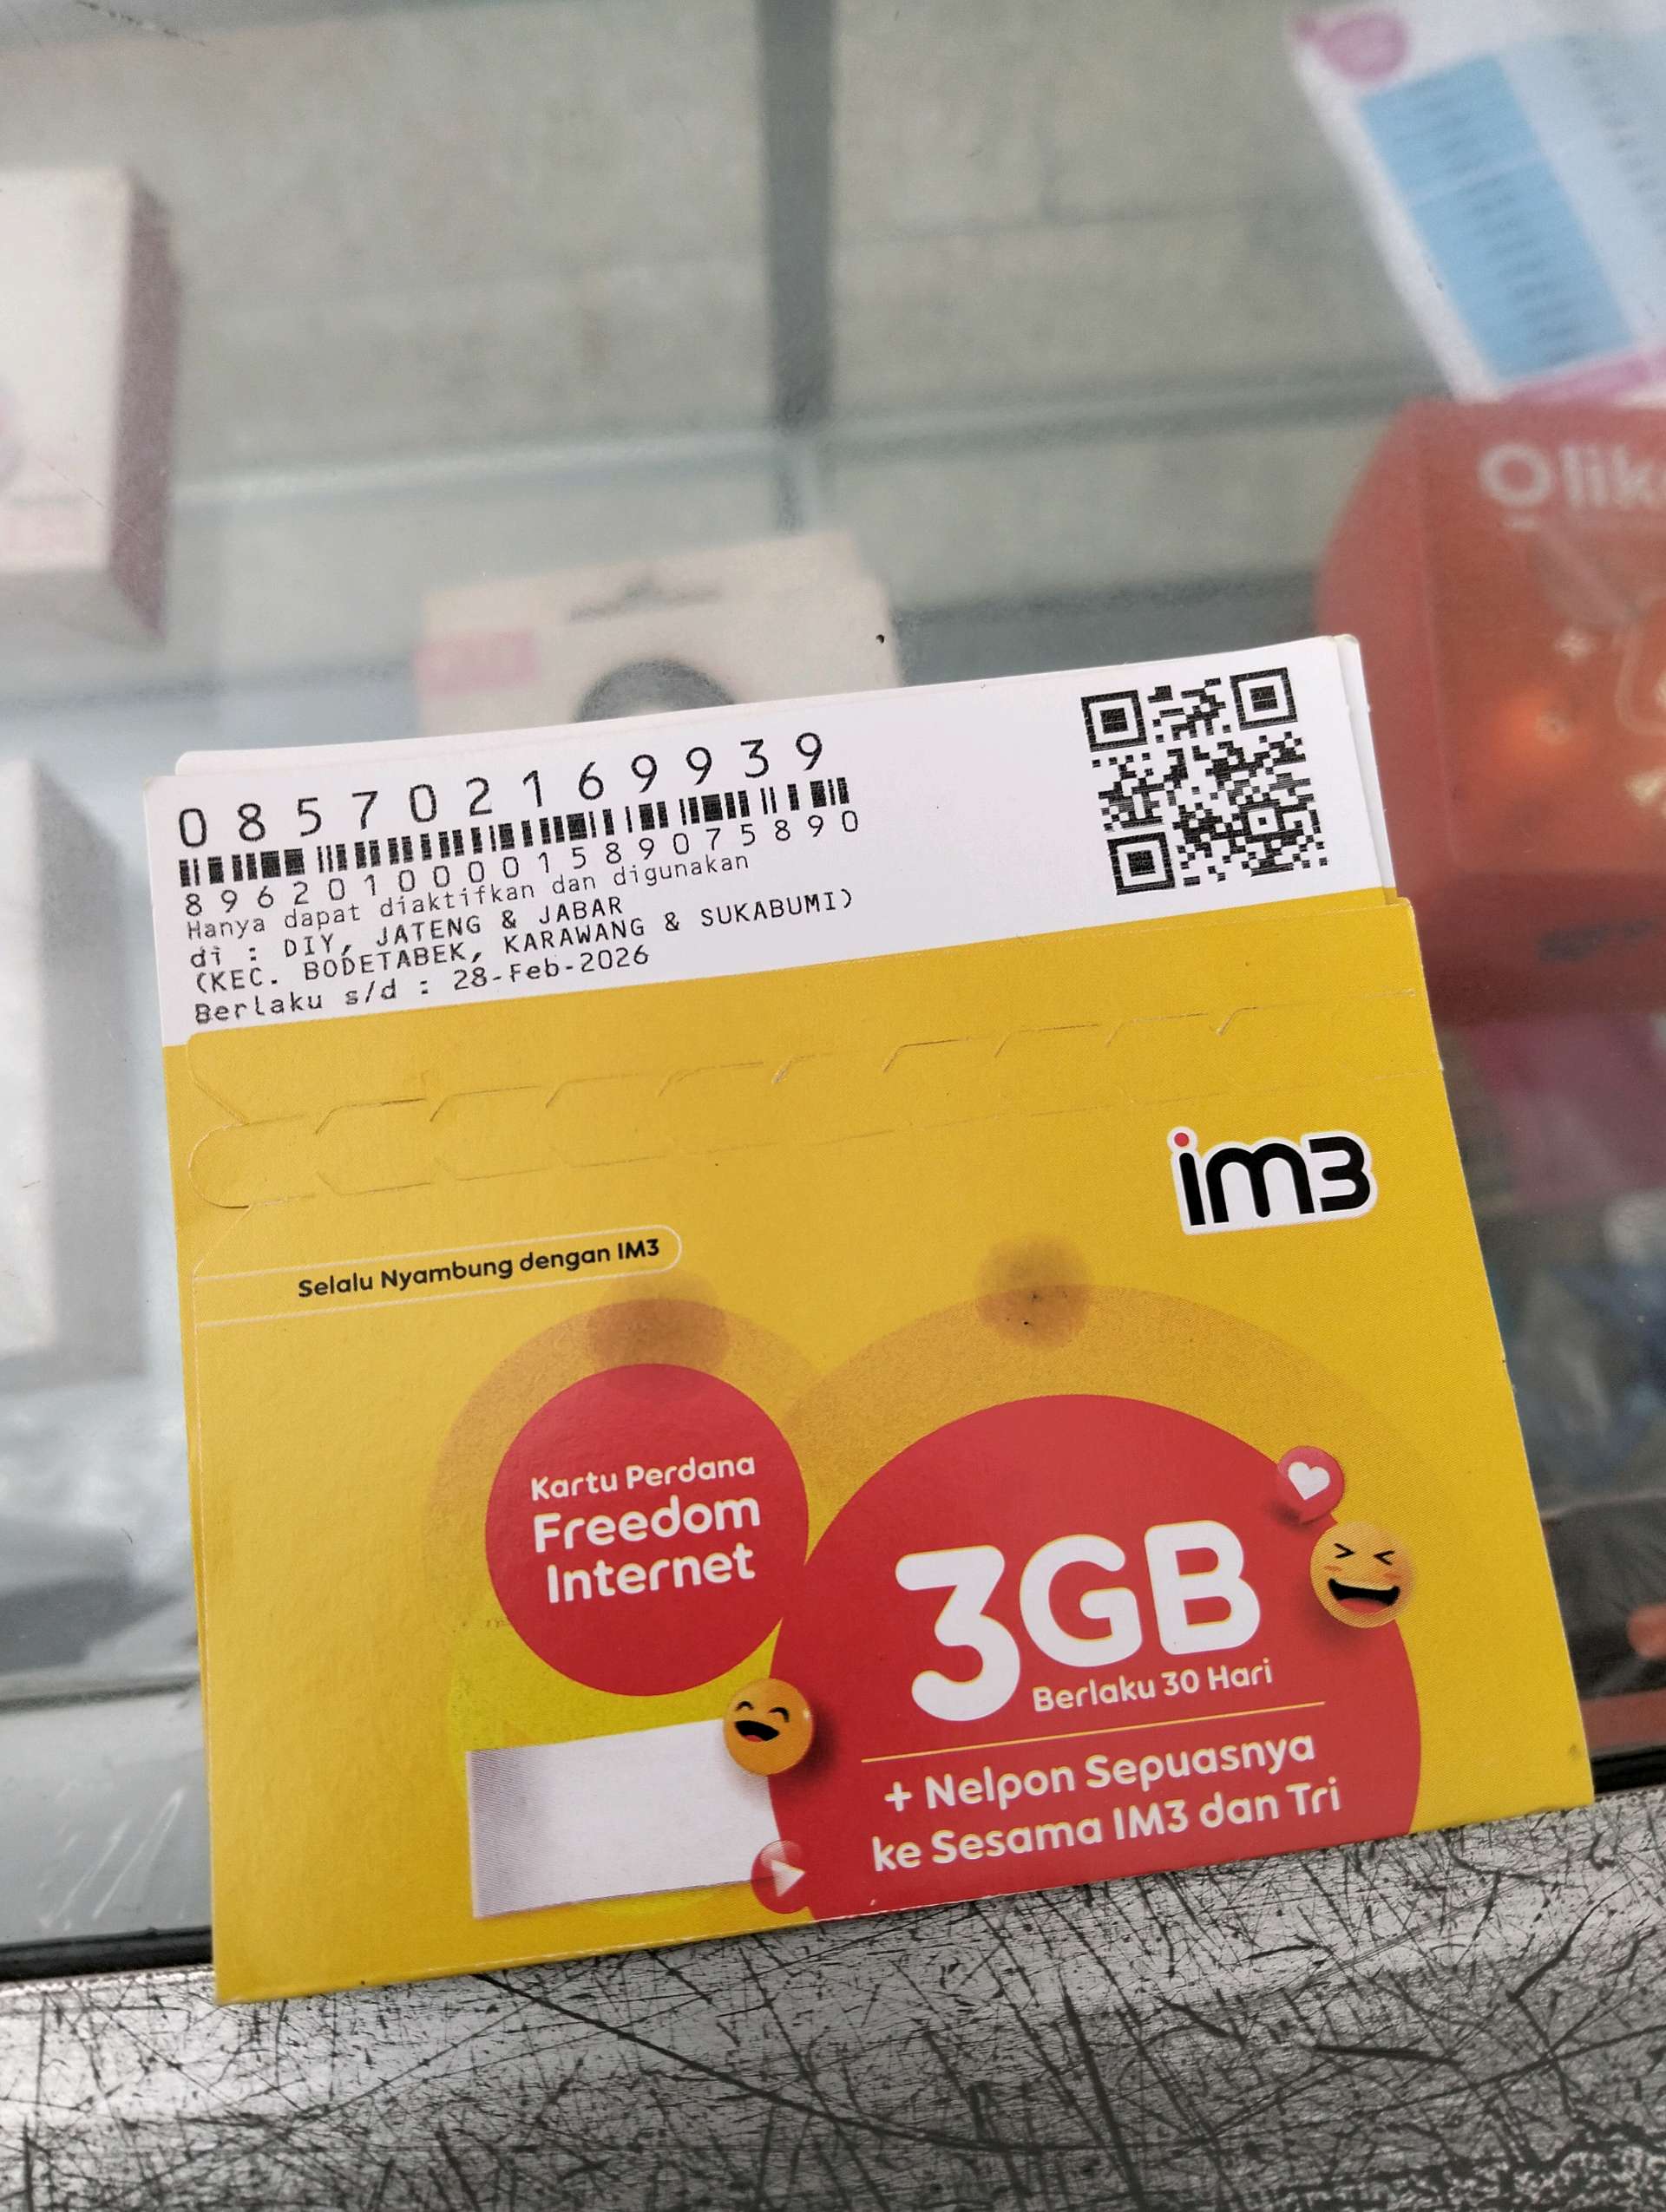 085702169939
89620100001589075890
Hanya dapat diaktifkan dan digunakan
di : DIY, JATENG & JABAR
(KEC. BODETABEK, KARAWANG & SUKABUMI)
Berlaku s/d : 28-Feb-2026
im3
Selalu Nyambung dengan IM3
Kartu Perdana
Freedom
Internet
3GB
Berlaku 30 Hari
+ Nelpon Sepuasnya
ke Sesama IM3 dan Tri